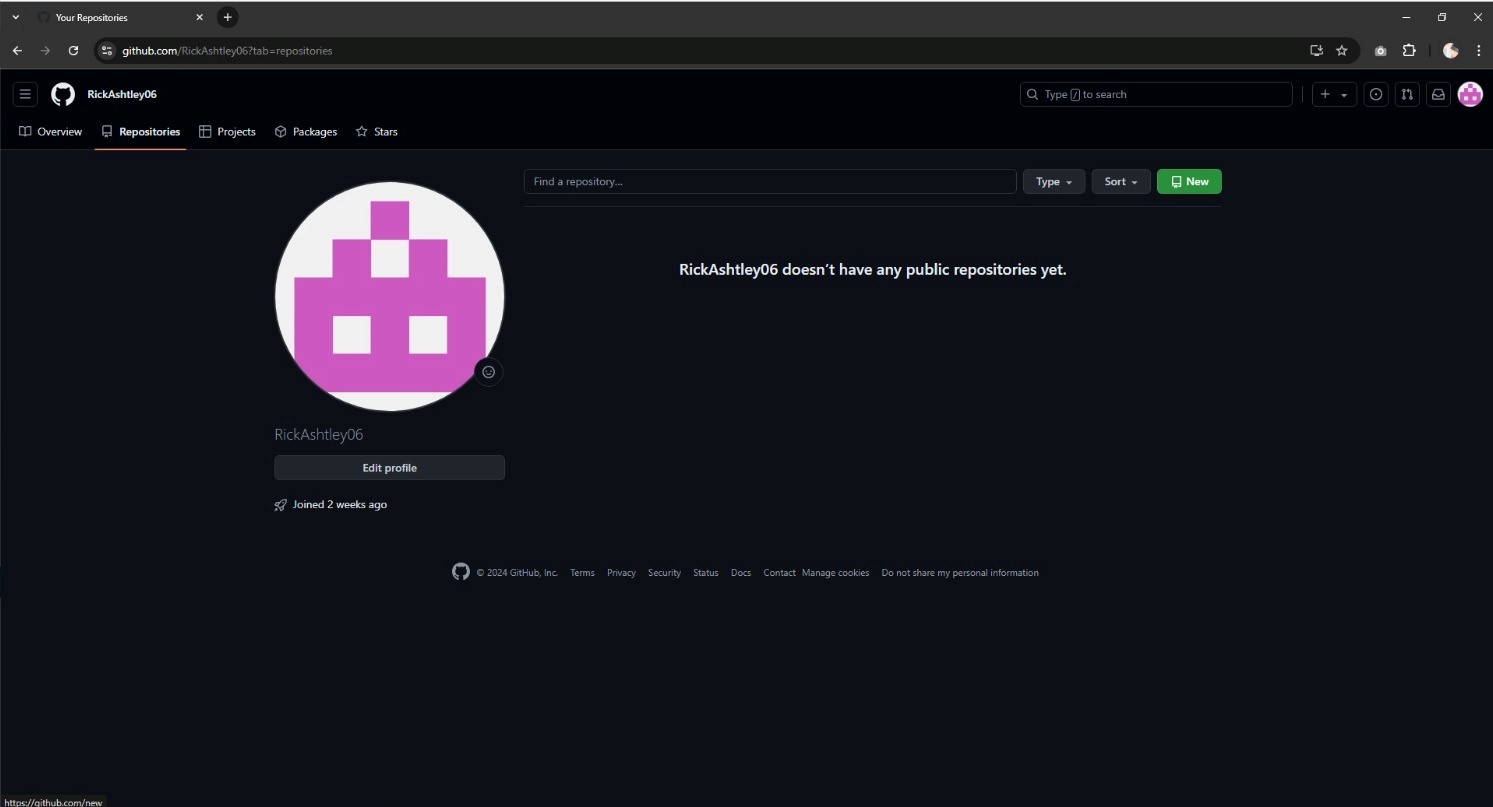 Your Repositories
github.com/RickAshtley06?tab=repositories
RickAshtley06
Type / to search
Overview Repositories Projects Packages Stars
Find a repository...
Type Sort New
RickAshtley06 doesn't have any public repositories yet.
RickAshtley06
Edit profile
Joined 2 weeks ago
© 2024 GitHub, Inc. Terms Privacy Security Status Docs Contact Manage cookies Do not share my personal information
https://github.com/new